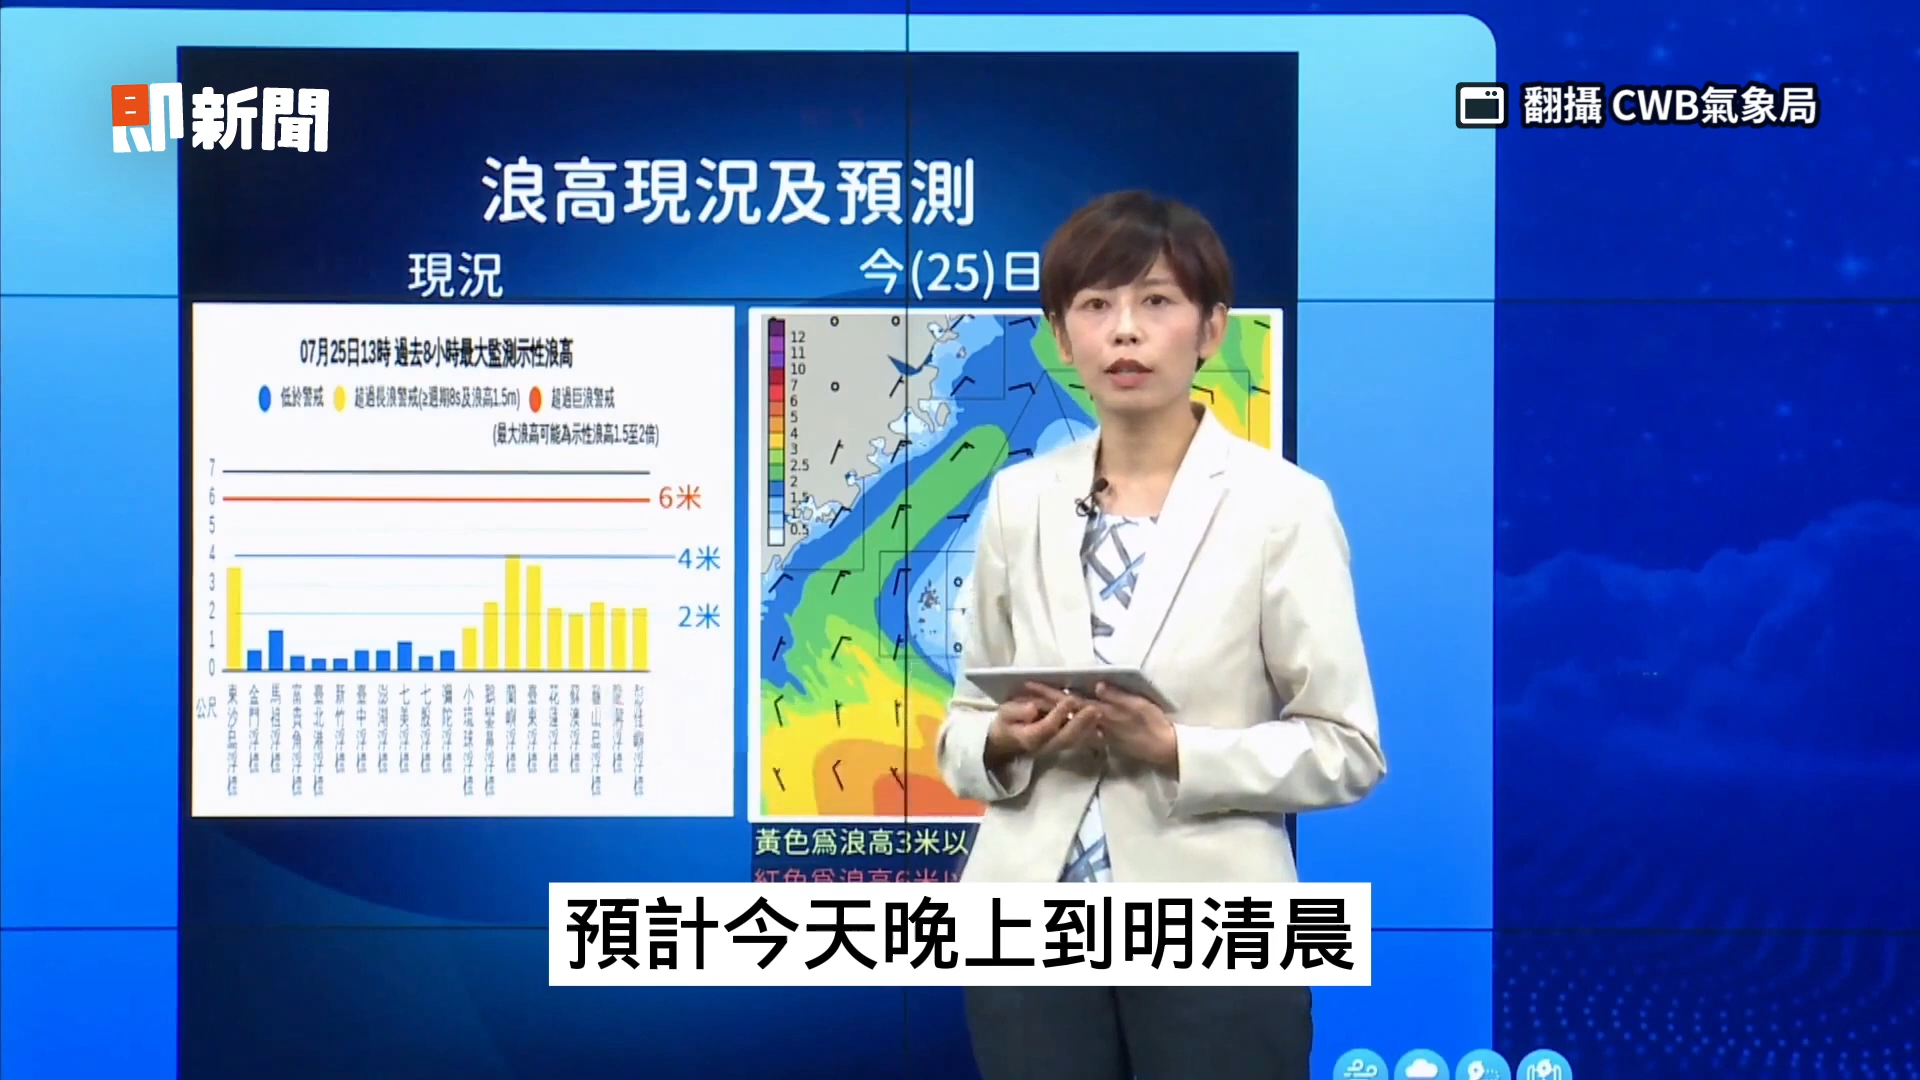 即新聞
翻攝 CWB氣象局
浪高現況及預測
現況
今(25)日
07月25日13時 過去8小時最大監測示性浪高
低於警戒 超過長浪警戒(≥週期8s及浪高1.5m) 超過巨浪警戒
(最大浪高可能為示性浪高1.5至2倍)
7
6
6米
5
4
4米
3
2
2米
1
0
公尺
東沙島浮標
金門浮標
馬祖浮標
富貴角浮標
臺北港浮標
新竹浮標
臺中浮標
澎湖浮標
七美浮標
七股浮標
彌陀浮標
小琉球浮標
鵝鑾鼻浮標
蘭嶼浮標
臺東浮標
花蓮浮標
蘇澳浮標
龜山島浮標
龍洞浮標
彭佳嶼浮標
12
11
10
7
6
5
4
3
2.5
2
1.5
1
0.5
黃色爲浪高3米以
紅色爲浪高6米以
預計今天晚上到明清晨